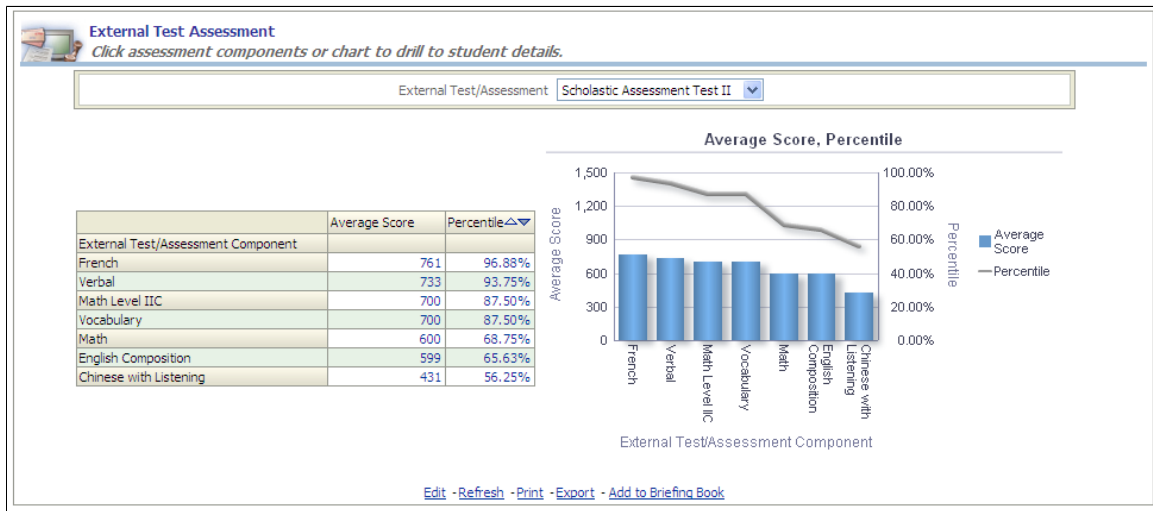 External Test Assessment
Click assessment components or chart to drill to student details.
External Test/Assessment Scholastic Assessment Test II
Average Score Percentile
External Test/Assessment Component
French 761 96.88%
Verbal 733 93.75%
Math Level IIC 700 87.50%
Vocabulary 700 87.50%
Math 600 68.75%
English Composition 599 65.63%
Chinese with Listening 431 56.25%
Average Score, Percentile
Average Score
1,500
1,200
900
600
300
0
100.00%
80.00%
60.00%
40.00%
20.00%
0.00%
Percentile
Average
Score
Percentile
French
Verbal
Math Level IIC
Vocabulary
Math
English
Composition
Chinese with
Listening
External Test/Assessment Component
Edit - Refresh - Print - Export - Add to Briefing Book